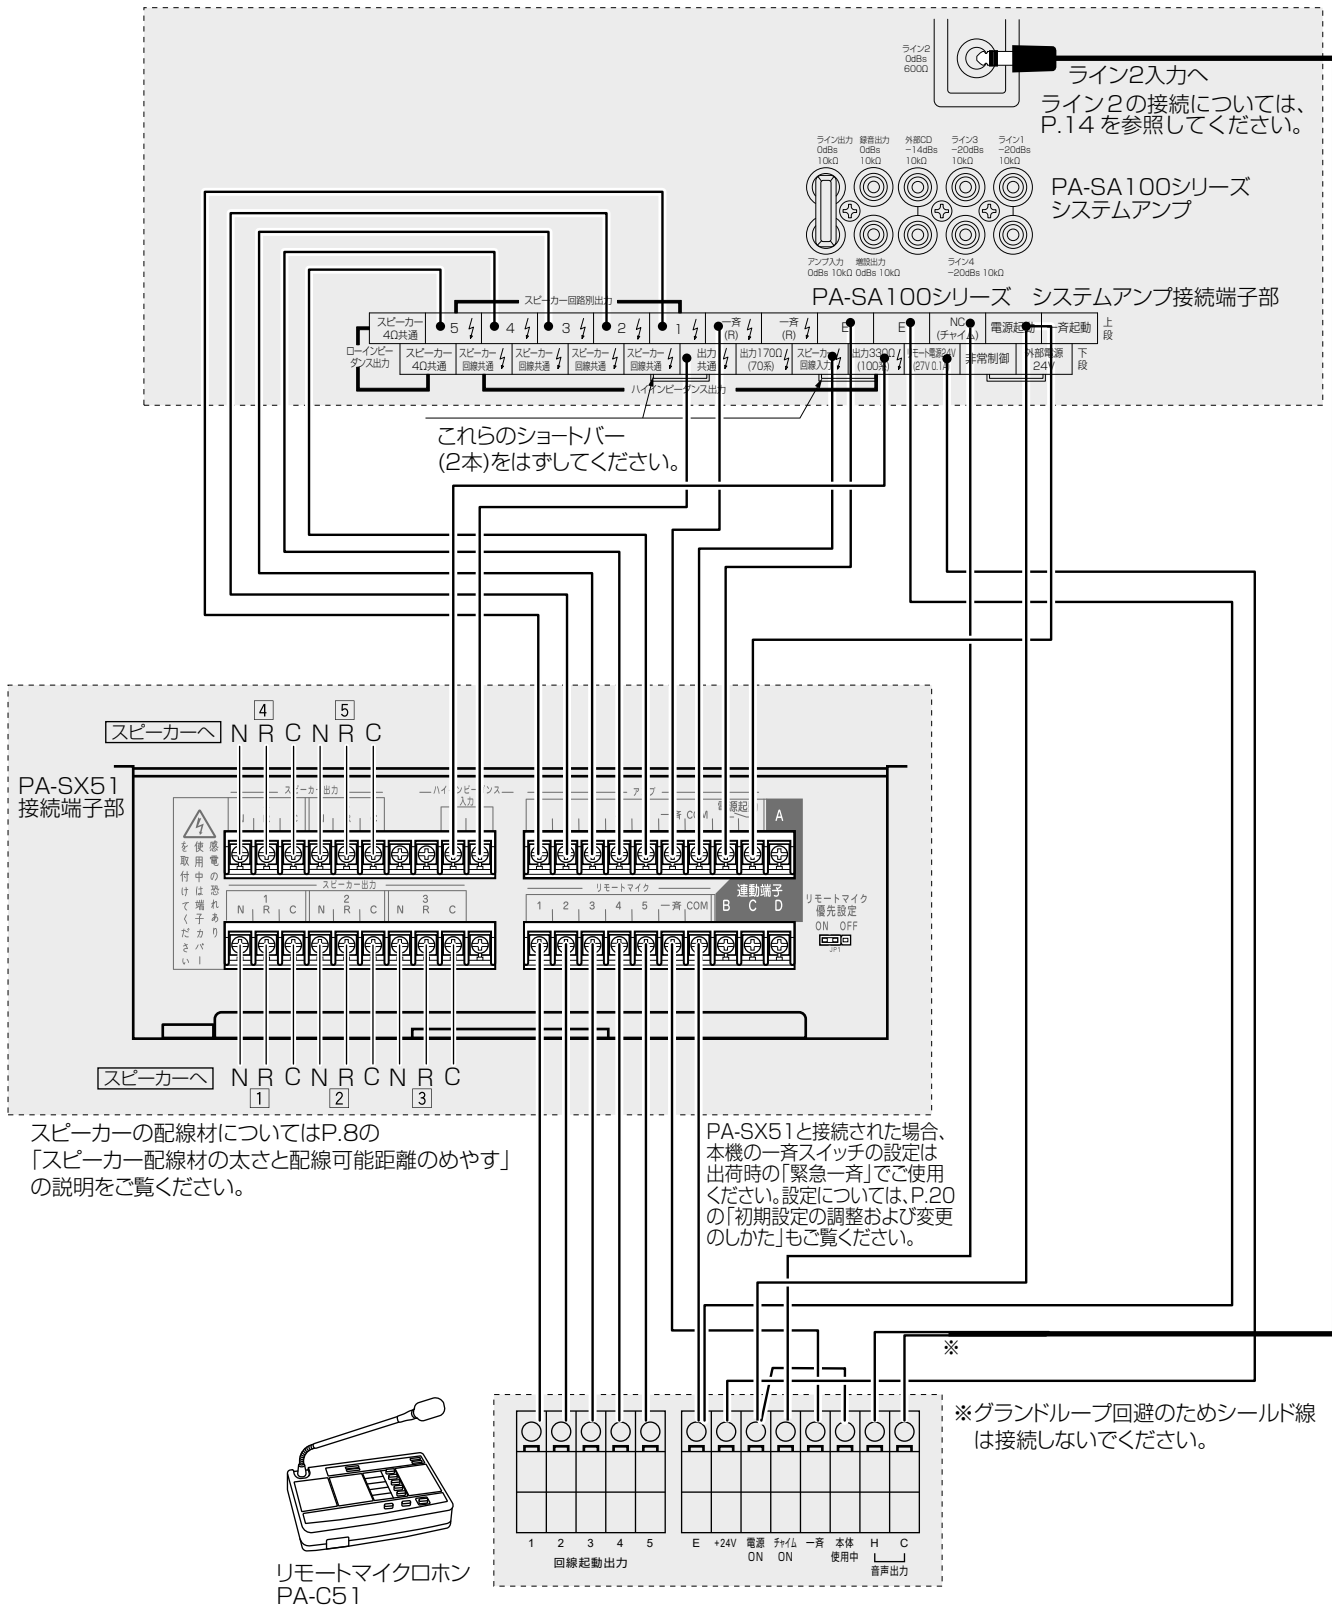 ライン2
0dBs
600Ω
ライン2入力へ
ライン2の接続については、
P.14を参照してください。
ライン出力 録音出力 外部CD ライン3 ライン1
0dBs 0dBs −14dBs −20dBs −20dBs
10kΩ 10kΩ 10kΩ 10kΩ 10kΩ
PA-SA100シリーズ
システムアンプ
アンプ入力 増設出力 ライン4
0dBs 10kΩ 0dBs 10kΩ −20dBs 10kΩ
PA-SA100シリーズ システムアンプ接続端子部
スピーカー回路別出力
スピーカー
4Ω共通
5 4 3 2 1
一斉
(R)
一斉
(R)
E E
NC
(チャイム)
電源起動 一斉起動
上段
ローインピー
ダンス出力
スピーカー
4Ω共通
スピーカー
回線共通
スピーカー
回線共通
スピーカー
回線共通
スピーカー
回線共通
出力
共通
出力170Ω
(70系)
スピーカー
回線入力
出力330Ω
(100系)
リモート電源24V
(27V 0.1A)
非常制御
外部電源
24V
下段
ハイインピーダンス出力
これらのショートバー
(2本)をはずしてください。
スピーカーへ
4 5
N R C N R C
PA-SX51
接続端子部
スピーカー出力
N R C N R C
ハイインピーダンス
入力
アンプ
一斉 COM
電源起動
A
感電の恐れあり
使用中は端子カバー
を取付けてください
スピーカー出力
1 2 3
N R C N R C N R C
リモートマイク
1 2 3 4 5 一斉 COM
連動端子
B C D
リモートマイク
優先設定
ON OFF
JP1
スピーカーへ
N R C N R C N R C
1 2 3
スピーカーの配線材についてはP.8の
「スピーカー配線材の太さと配線可能距離のめやす」
の説明をご覧ください。
PA-SX51と接続された場合、
本機の一斉スイッチの設定は
出荷時の「緊急一斉」でご使用
ください。設定については、P.20
の「初期設定の調整および変更
のしかた」もご覧ください。
※
※グランドループ回避のためシールド線
は接続しないでください。
1 2 3 4 5
回線起動出力
E +24V 電源
ON
チャイム
ON
一斉
本体
使用中
H C
音声出力
リモートマイクロホン
PA-C51